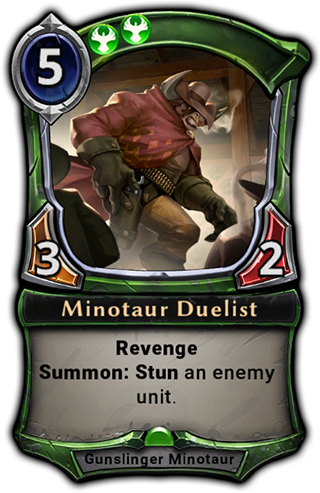 5
3
2
Minotaur Duelist
Revenge
Summon: Stun an enemy
unit.
Gunslinger Minotaur